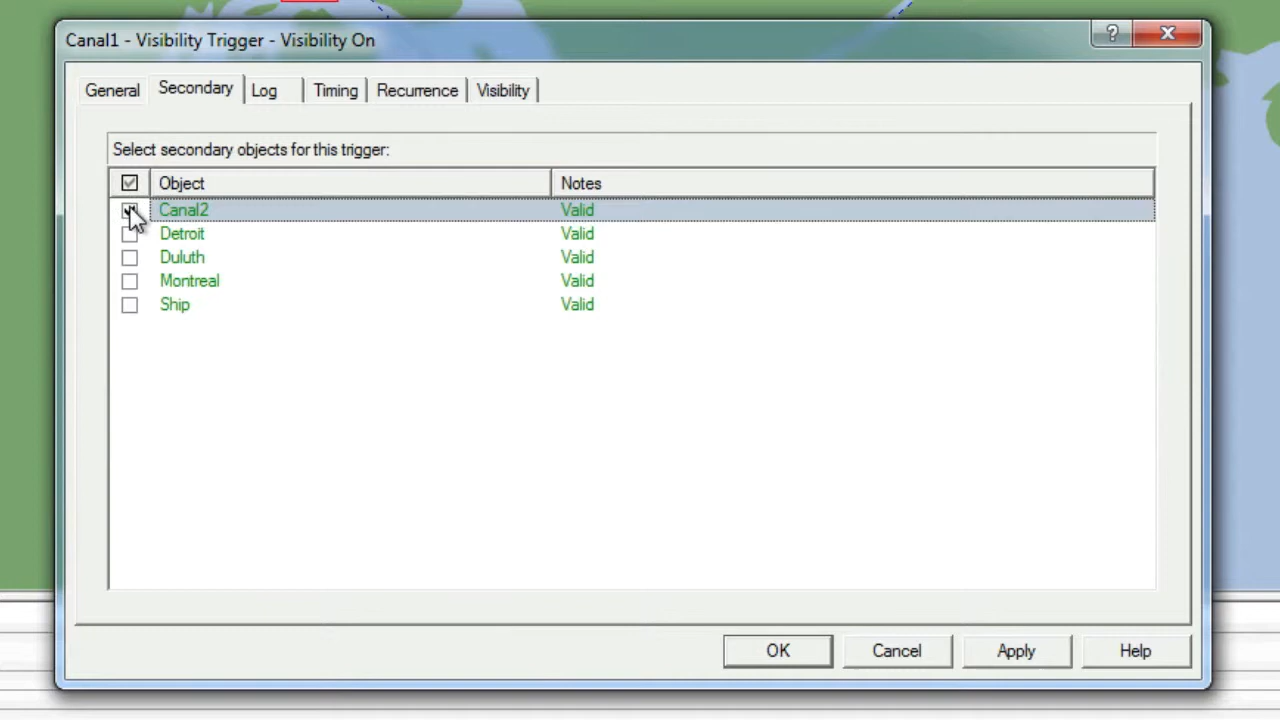 Canal1 - Visibility Trigger - Visibility On
?
General Secondary Log Timing Recurrence Visibility
Select secondary objects for this trigger:
Object Notes
Canal2 Valid
Detroit Valid
Duluth Valid
Montreal Valid
Ship Valid
OK Cancel Apply Help